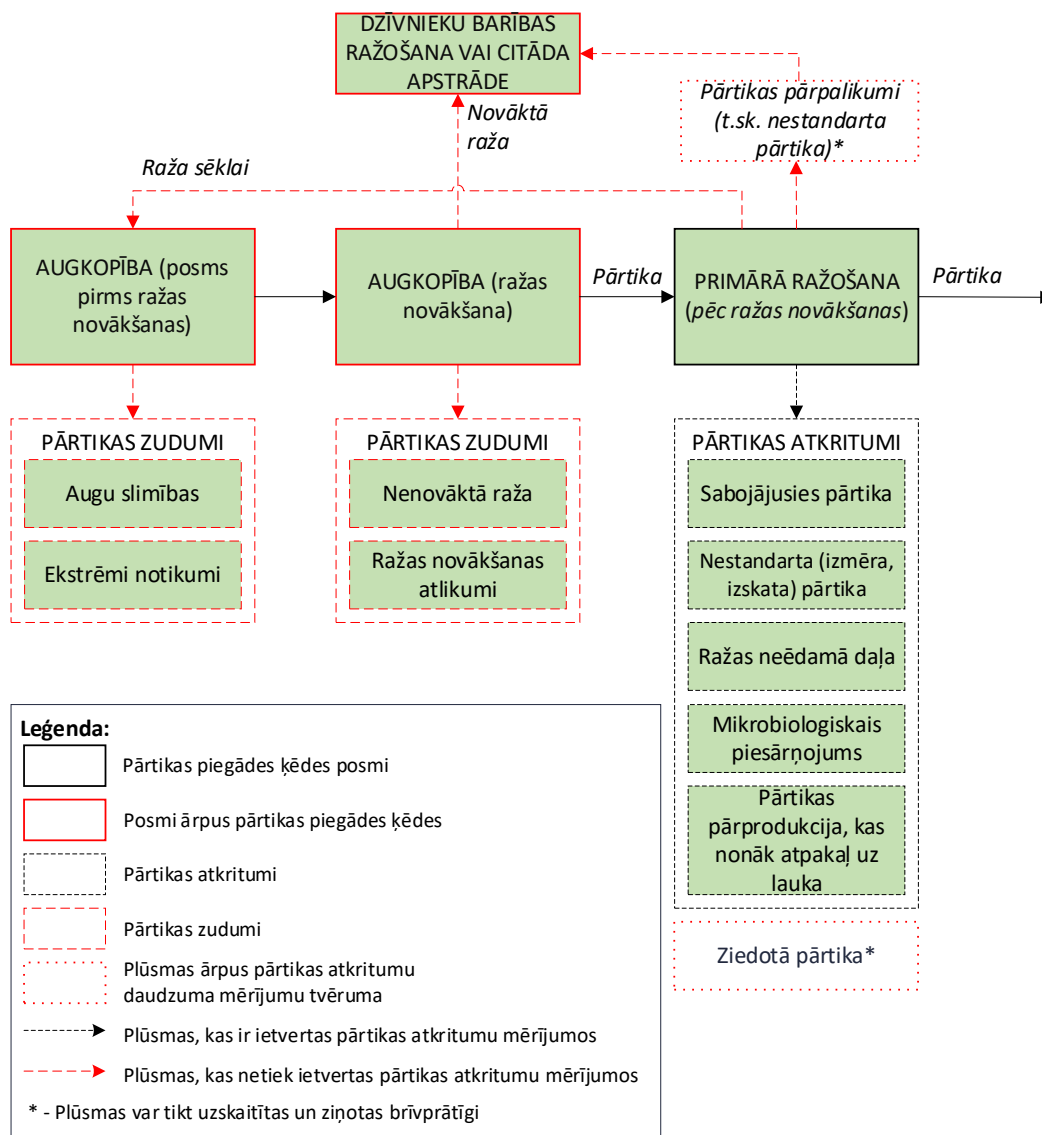 DZĪVNIEKU BARĪBAS
RAŽOŠANA VAI CITĀDA
APSTRĀDE
Pārtikas pārpalikumi
(t.sk. nestandarta
pārtika)*
Novāktā
raža
Raža sēklai
AUGKOPĪBA (posms
pirms ražas
novākšanas)
AUGKOPĪBA (ražas
novākšana)
Pārtika
PRIMĀRĀ RAŽOŠANA
(pēc ražas novākšanas)
Pārtika
PĀRTIKAS ZUDUMI
Augu slimības
Ekstrēmi notikumi
PĀRTIKAS ZUDUMI
Nenovāktā raža
Ražas novākšanas
atlikumi
PĀRTIKAS ATKRITUMI
Sabojājusies pārtika
Nestandarta (izmēra,
izskata) pārtika
Ražas neēdamā daļa
Mikrobioloģiskais
piesārņojums
Pārtikas
pārprodukcija, kas
nonāk atpakaļ uz
lauka
Ziedotā pārtika*
Leģenda:
Pārtikas piegādes ķēdes posmi
Posmi ārpus pārtikas piegādes ķēdes
Pārtikas atkritumi
Pārtikas zudumi
Plūsmas ārpus pārtikas atkritumu
daudzuma mērījumu tvēruma
Plūsmas, kas ir ietvertas pārtikas atkritumu mērījumos
Plūsmas, kas netiek ietvertas pārtikas atkritumu mērījumos
* - Plūsmas var tikt uzskaitītas un ziņotas brīvprātīgi